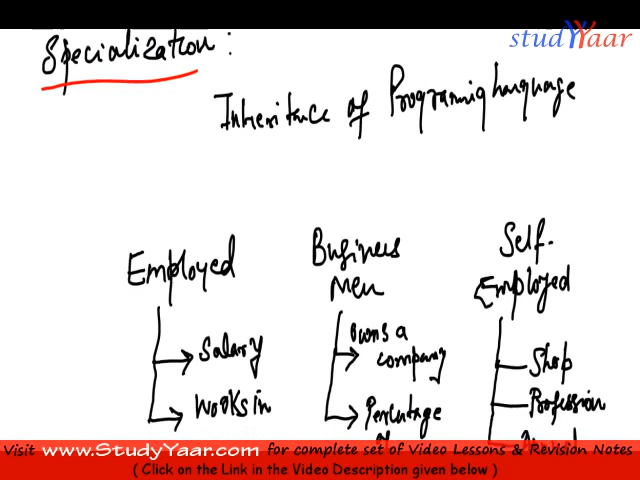 Specialization :
studYYaar
Inheritance of Programing language
Employed
Business
Men
Self-
Employed
Salary
Works in
Owns a
company
Percentage
Shop
Profession
Visit www.StudyYaar.com for complete set of Video Lessons & Revision Notes
( Click on the Link in the Video Description given below )